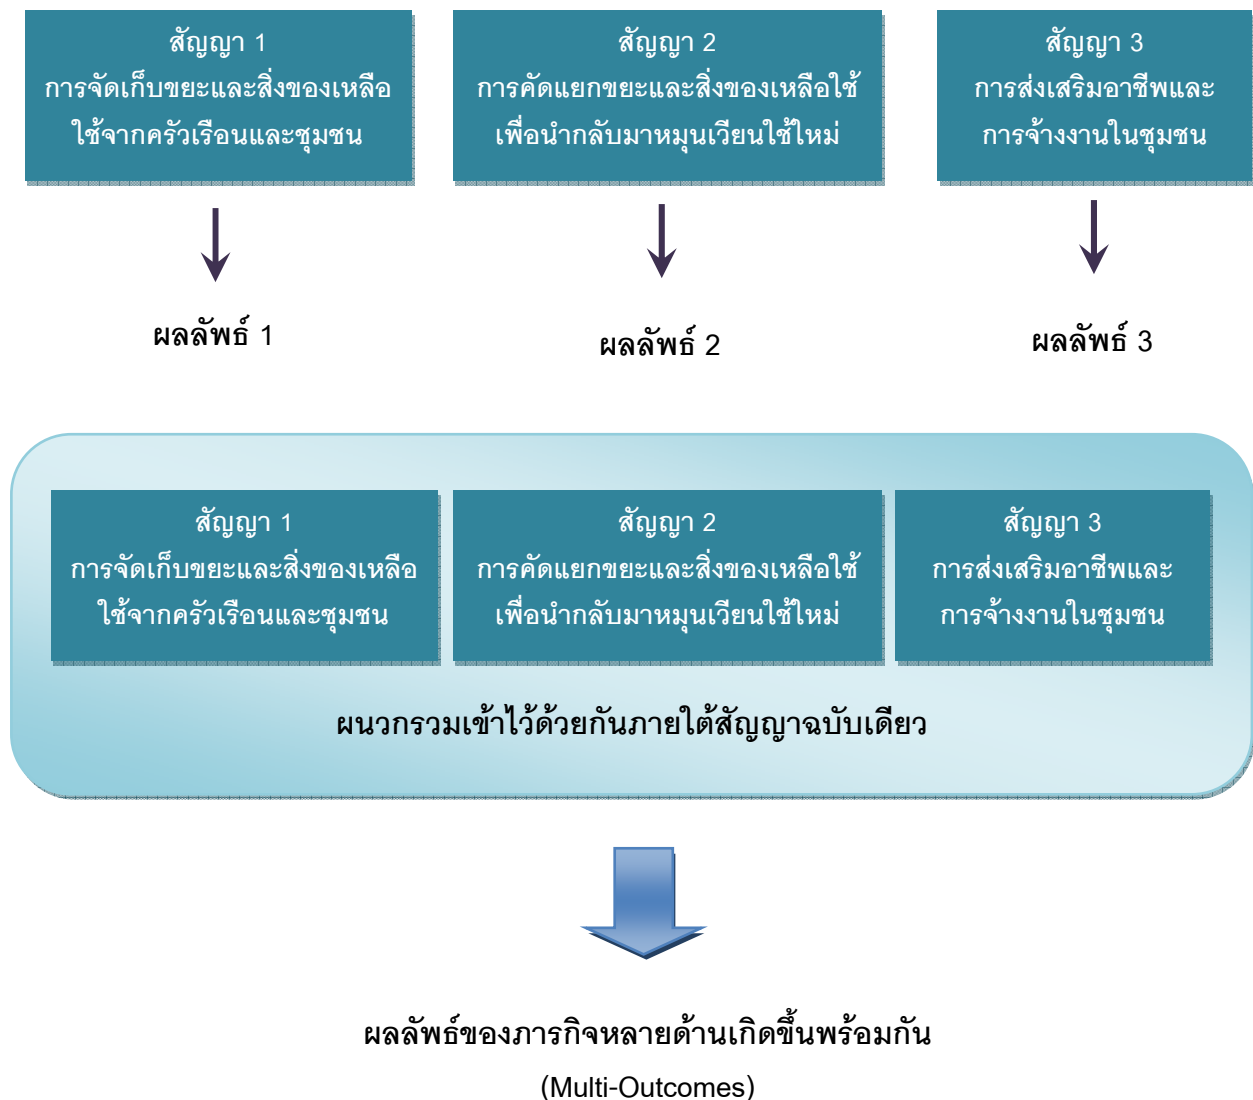 สัญญา 1
การจัดเก็บขยะและสิ่งของเหลือ
ใช้จากครัวเรือนและชุมชน
สัญญา 2
การคัดแยกขยะและสิ่งของเหลือใช้
เพื่อนำกลับมาหมุนเวียนใช้ใหม่
สัญญา 3
การส่งเสริมอาชีพและ
การจ้างงานในชุมชน
ผลลัพธ์ 1
ผลลัพธ์ 2
ผลลัพธ์ 3
สัญญา 1
การจัดเก็บขยะและสิ่งของเหลือ
ใช้จากครัวเรือนและชุมชน
สัญญา 2
การคัดแยกขยะและสิ่งของเหลือใช้
เพื่อนำกลับมาหมุนเวียนใช้ใหม่
สัญญา 3
การส่งเสริมอาชีพและ
การจ้างงานในชุมชน
ผนวกรวมเข้าไว้ด้วยกันภายใต้สัญญาฉบับเดียว
ผลลัพธ์ของภารกิจหลายด้านเกิดขึ้นพร้อมกัน
(Multi-Outcomes)